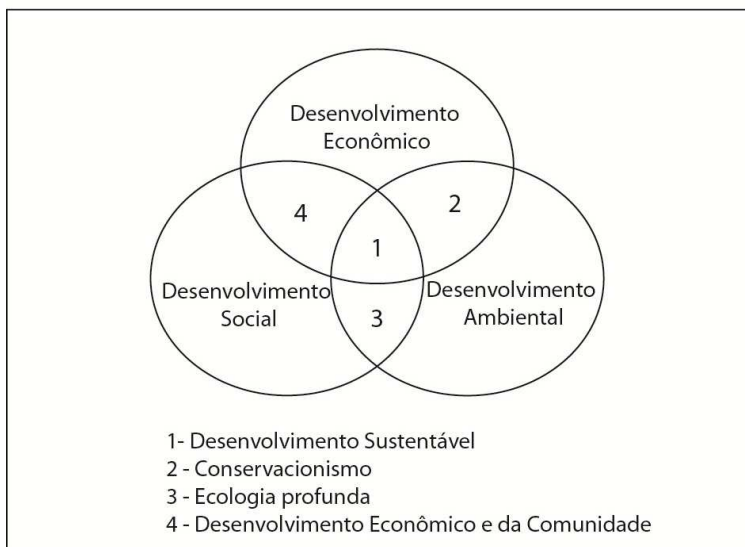 Desenvolvimento
Econômico
4
2
1
Desenvolvimento
Social
Desenvolvimento
Ambiental
3
1- Desenvolvimento Sustentável
2 - Conservacionismo
3 - Ecologia profunda
4 - Desenvolvimento Econômico e da Comunidade